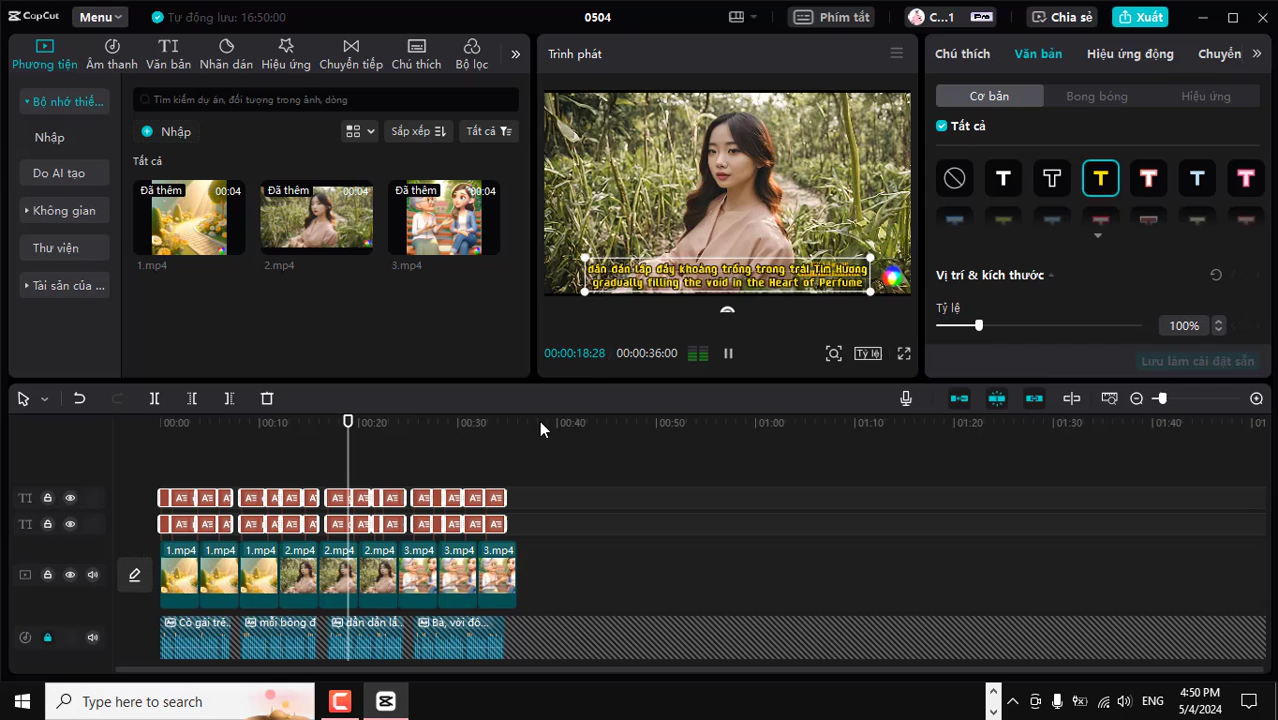 CapCut
Menu
Tự động lưu: 16:50:00
0504
Phím tắt
C...1
Pro
Chia sẻ
Xuất
Phương tiện
Âm thanh
Văn bản
Nhãn dán
Hiệu ứng
Chuyển tiếp
Chú thích
Bộ lọc
Bộ nhớ thiế...
Nhập
Do AI tạo
Không gian
Thư viện
Tài sản của ...
Tìm kiếm dự án, đối tượng trong ảnh, dòng
Nhập
Sắp xếp
Tất cả
Tất cả
Đã thêm
00:04
Đã thêm
00:04
Đã thêm
00:04
1.mp4
2.mp4
3.mp4
Trình phát
dần dần lấp đầy khoảng trống trong trái Tim Hương
gradually filling the void in the Heart of Perfume
00:00:18:28
00:00:36:00
Tỷ lệ
Chú thích
Văn bản
Hiệu ứng động
Chuyển
Cơ bản
Bong bóng
Hiệu ứng
Tất cả
Vị trí & kích thước
Tỷ lệ
100%
Lưu làm cài đặt sẵn
00:00
00:10
00:20
00:30
00:40
00:50
01:00
01:10
01:20
01:30
01:40
1.mp4
1.mp4
1.mp4
2.mp4
2.mp4
2.mp4
3.mp4
3.mp4
3.mp4
Cô gái trẻ...
mỗi bông đ
dần dần lấ...
Bà, với đô...
Type here to search
ENG
4:50 PM
5/4/2024